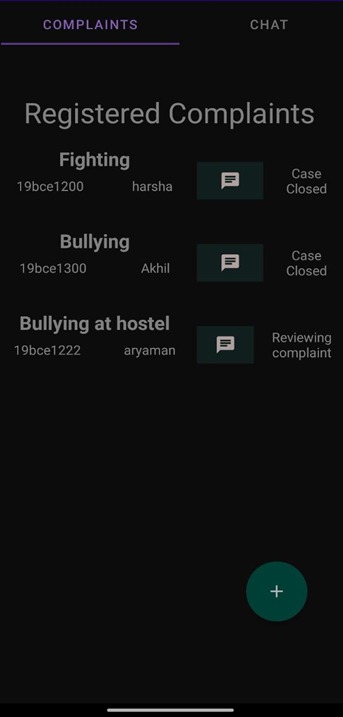 COMPLAINTS CHAT
Registered Complaints
Fighting
19bce1200 harsha
Case
Closed
Bullying
19bce1300 Akhil
Case
Closed
Bullying at hostel
19bce1222 aryaman
Reviewing
complaint
+